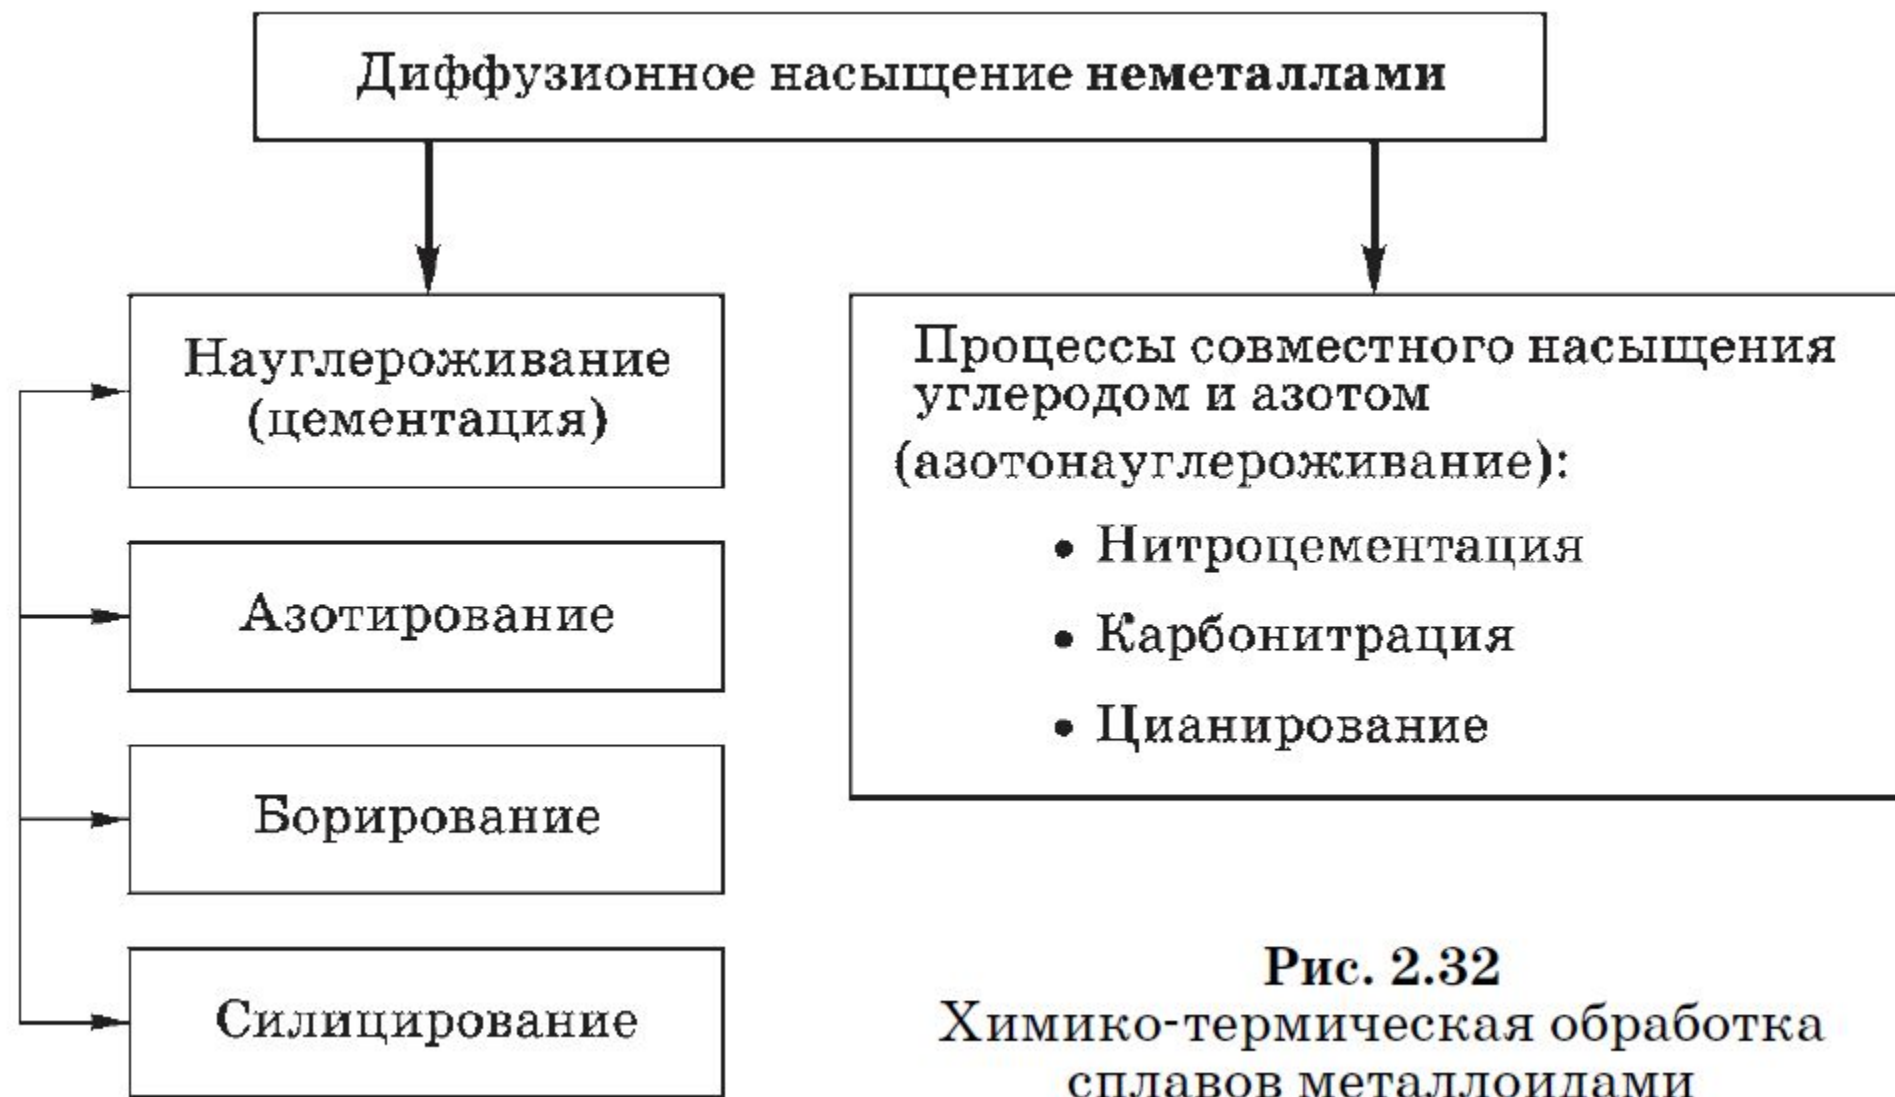 Диффузионное насыщение неметаллами
Науглероживание
(цементация)
Азотирование
Борирование
Силицирование
Процессы совместного насыщения
углеродом и азотом
(азотонауглероживание):
• Нитроцементация
• Карбонитрация
• Цианирование
Рис. 2.32
Химико-термическая обработка
сплавов металлоидами